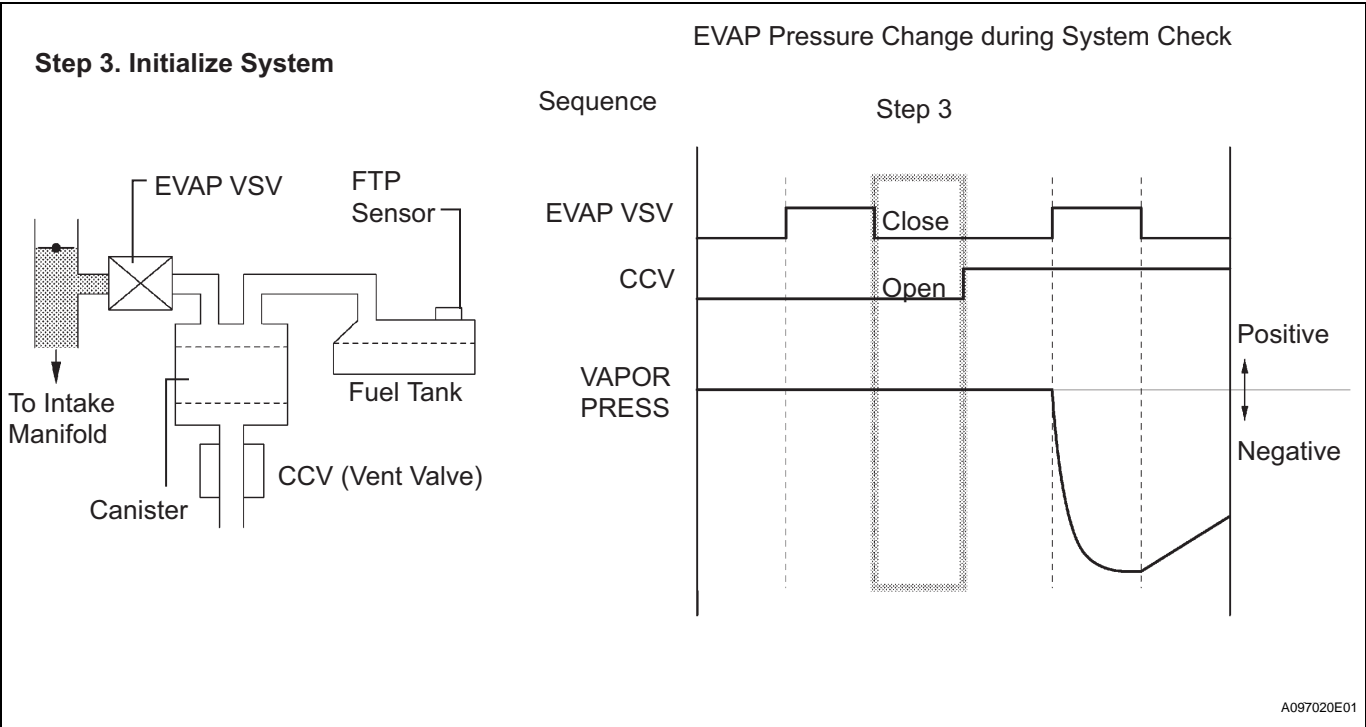 Step 3. Initialize System
EVAP VSV
FTP
Sensor
To Intake
Manifold
Fuel Tank
CCV (Vent Valve)
Canister
EVAP Pressure Change during System Check
Sequence
Step 3
EVAP VSV
Close
CCV
Open
VAPOR
PRESS
Positive
Negative
A097020E01